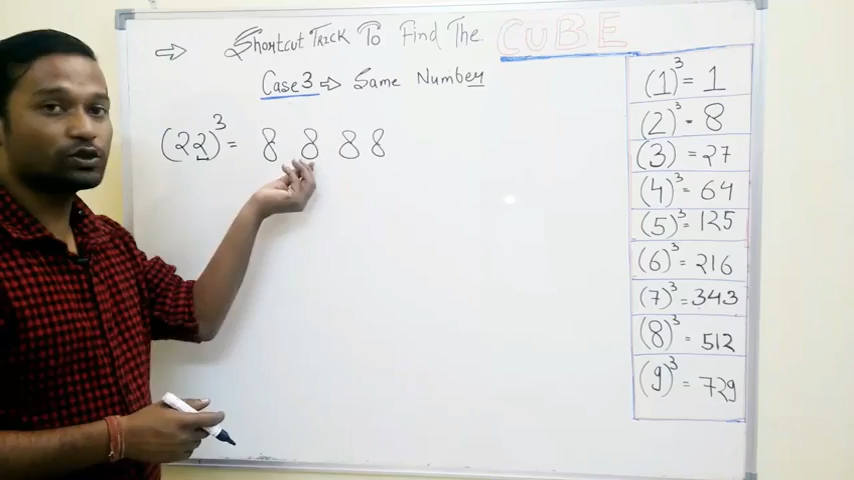 ⇒ Shortcut Trick To Find The CUBE
Case 3 ⇒ Same Number
(22)³ = 8 8 8 8
(1)³ = 1
(2)³ = 8
(3)³ = 27
(4)³ = 64
(5)³ = 125
(6)³ = 216
(7)³ = 343
(8)³ = 512
(9)³ = 729